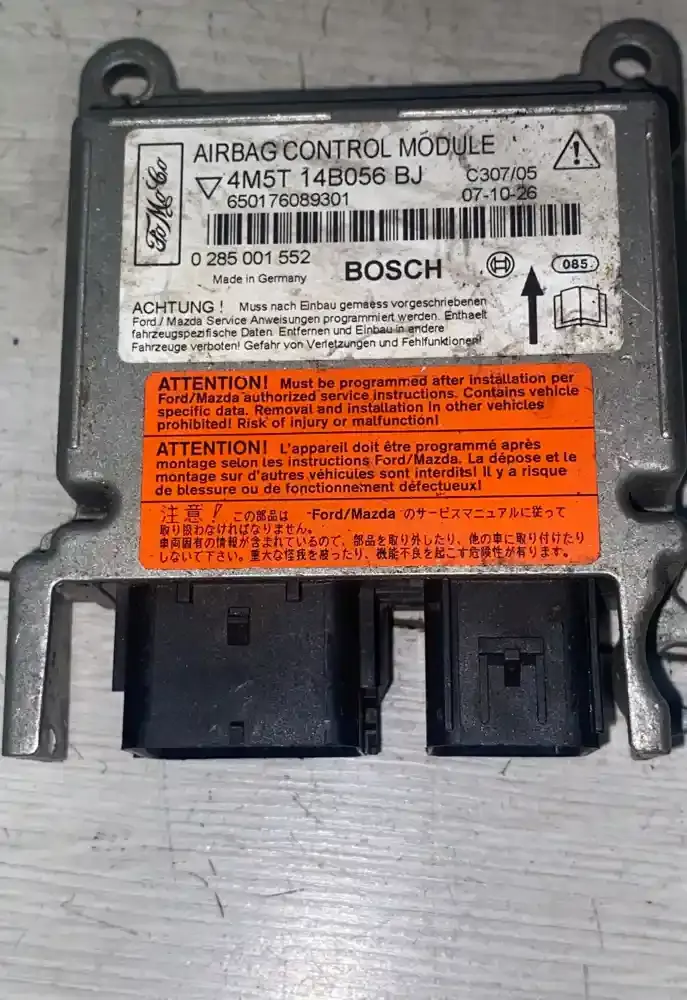 FoMoCo
AIRBAG CONTROL MODULE
4M5T 14B056 BJ
C307/05
650176089301
07-10-26
0 285 001 552
Made in Germany
BOSCH
085
ACHTUNG ! Muss nach Einbau gemaess vorgeschriebenen
Ford / Mazda Service Anweisungen programmiert werden. Enthaelt
fahrzeugspezifische Daten. Entfernen und Einbau in andere
Fahrzeuge verboten! Gefahr von Verletzungen und Fehlfunktionen!
ATTENTION! Must be programmed after installation per
Ford/Mazda authorized service instructions. Contains vehicle
specific data. Removal and installation in other vehicles
prohibited! Risk of injury or malfunction!
ATTENTION! L'appareil doit être programmé après
montage selon les instructions Ford/Mazda. La dépose et le
montage sur d'autres véhicules sont interdits! Il y a risque
de blessure ou de fonctionnement défectueux!
注意! この部品は Ford/Mazda のサービスマニュアルに従って
取り扱わなければなりません。
車両固有の情報が含まれているので、部品を取り外したり、他の車に取り付けたり
しないで下さい。重大な怪我を被ったり、機能不良を起こす危険性が有ります。